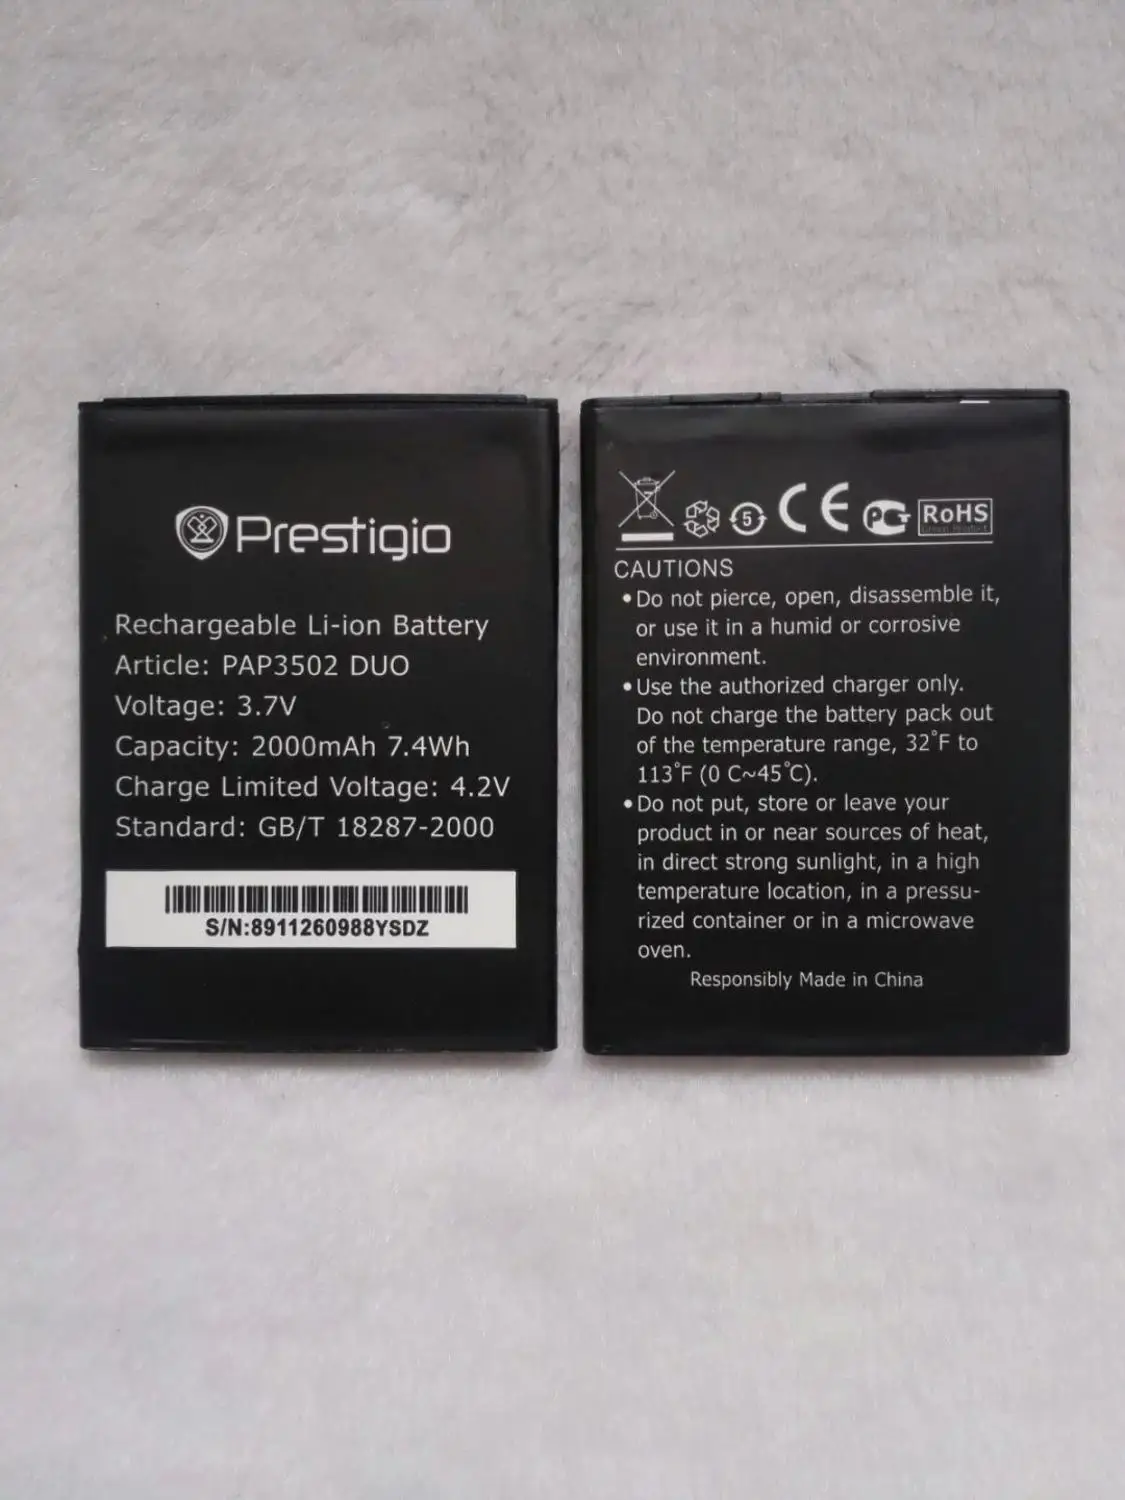 Prestigio
Rechargeable Li-ion Battery
Article: PAP3502 DUO
Voltage: 3.7V
Capacity: 2000mAh 7.4Wh
Charge Limited Voltage: 4.2V
Standard: GB/T 18287-2000
S/N:8911260988YSDZ
5 CE PG RoHS
Green Product
CAUTIONS
•Do not pierce, open, disassemble it,
or use it in a humid or corrosive
environment.
•Use the authorized charger only.
Do not charge the battery pack out
of the temperature range, 32°F to
113°F (0 C~45°C).
•Do not put, store or leave your
product in or near sources of heat,
in direct strong sunlight, in a high
temperature location, in a pressu-
rized container or in a microwave
oven.
Responsibly Made in China